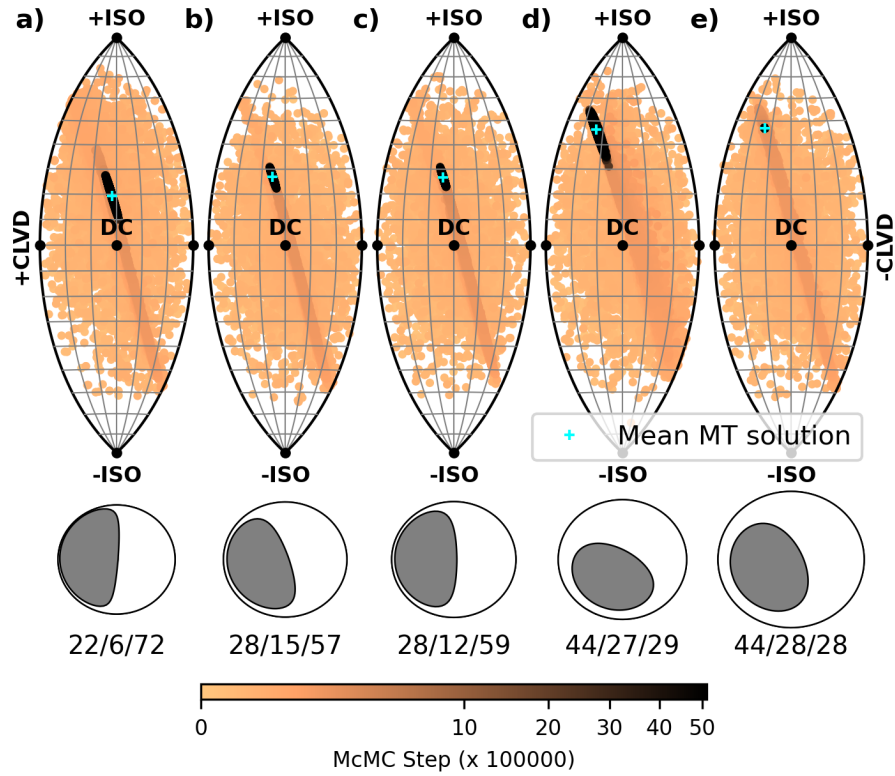 a) b) c) d) e)
+ISO +ISO +ISO +ISO +ISO
+CLVD
DC DC DC DC DC
-CLVD
Mean MT solution
-ISO -ISO -ISO -ISO -ISO
22/6/72 28/15/57 28/12/59 44/27/29 44/28/28
0 10 20 30 40 50
McMC Step (x 100000)